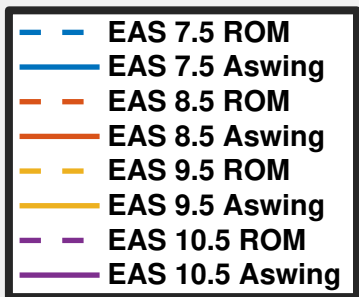 EAS 7.5 ROM
EAS 7.5 Aswing
EAS 8.5 ROM
EAS 8.5 Aswing
EAS 9.5 ROM
EAS 9.5 Aswing
EAS 10.5 ROM
EAS 10.5 Aswing